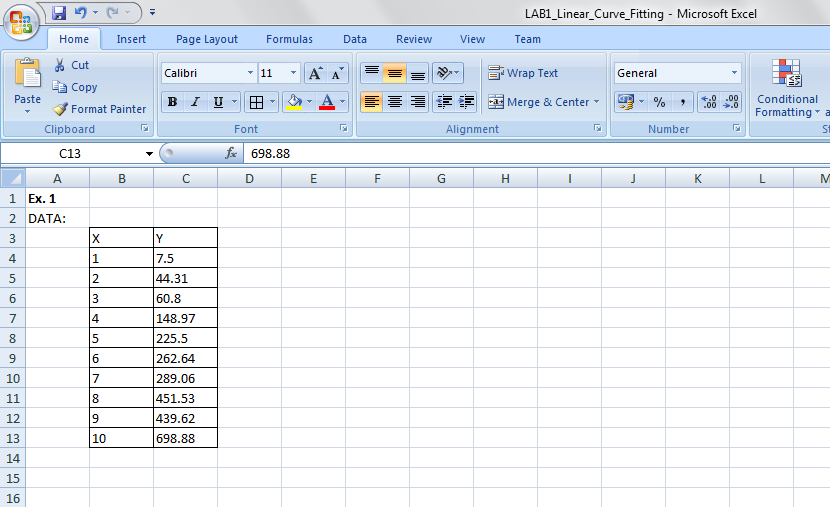 LAB1_Linear_Curve_Fitting - Microsoft Excel
Home Insert Page Layout Formulas Data Review View Team
Paste
Cut
Copy
Format Painter
Clipboard
Calibri 11 A A
B I U A
Font
Wrap Text
Merge & Center
Alignment
General
% , .00 .0
Number
Conditional
Formatting
C13 fx 698.88
A B C D E F G H I J K L M
1 Ex. 1
2 DATA:
3 X Y
4 1 7.5
5 2 44.31
6 3 60.8
7 4 148.97
8 5 225.5
9 6 262.64
10 7 289.06
11 8 451.53
12 9 439.62
13 10 698.88
14
15
16